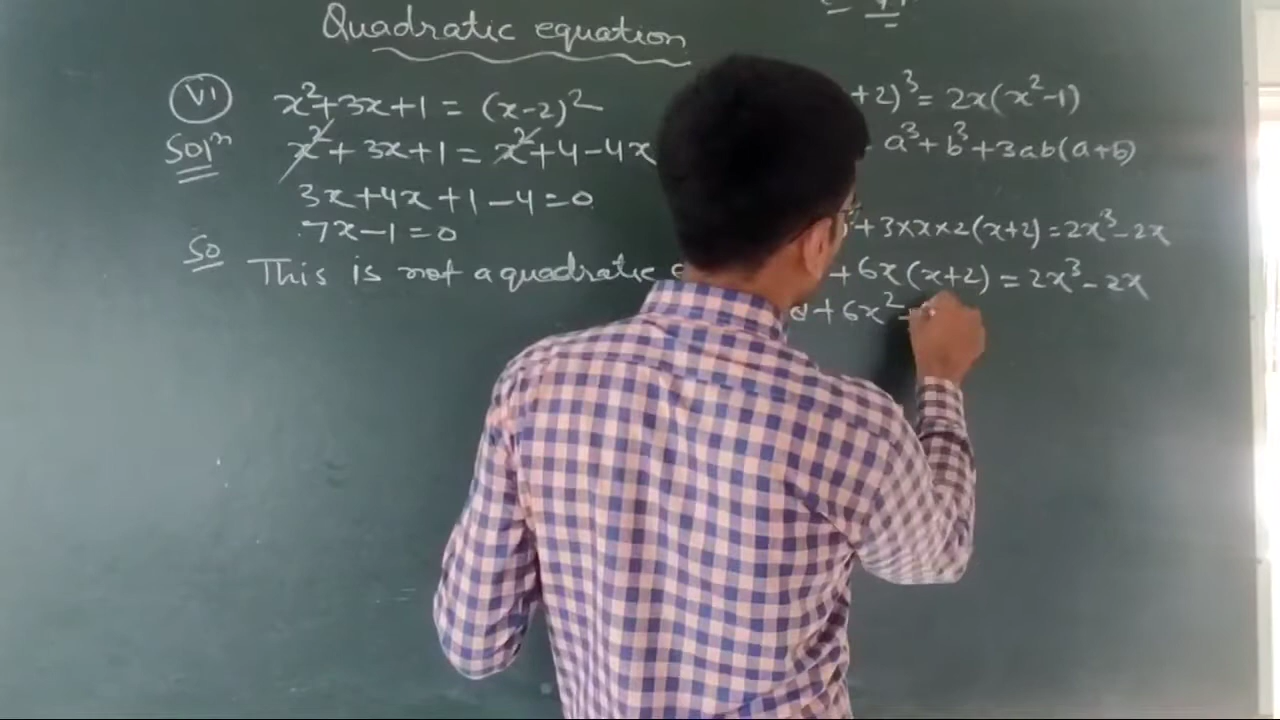 Quadratic equation
VI x²+3x+1 = (x-2)²
Solⁿ x²+3x+1 = x²+4-4x
3x+4x+1-4=0
7x-1=0
So This is not a quadratic
+2)³= 2x(x²-1)
a³+b³+3ab(a+b)
+3×x×2(x+2)=2x³-2x
+6x(x+2)=2x³-2x
+6x²